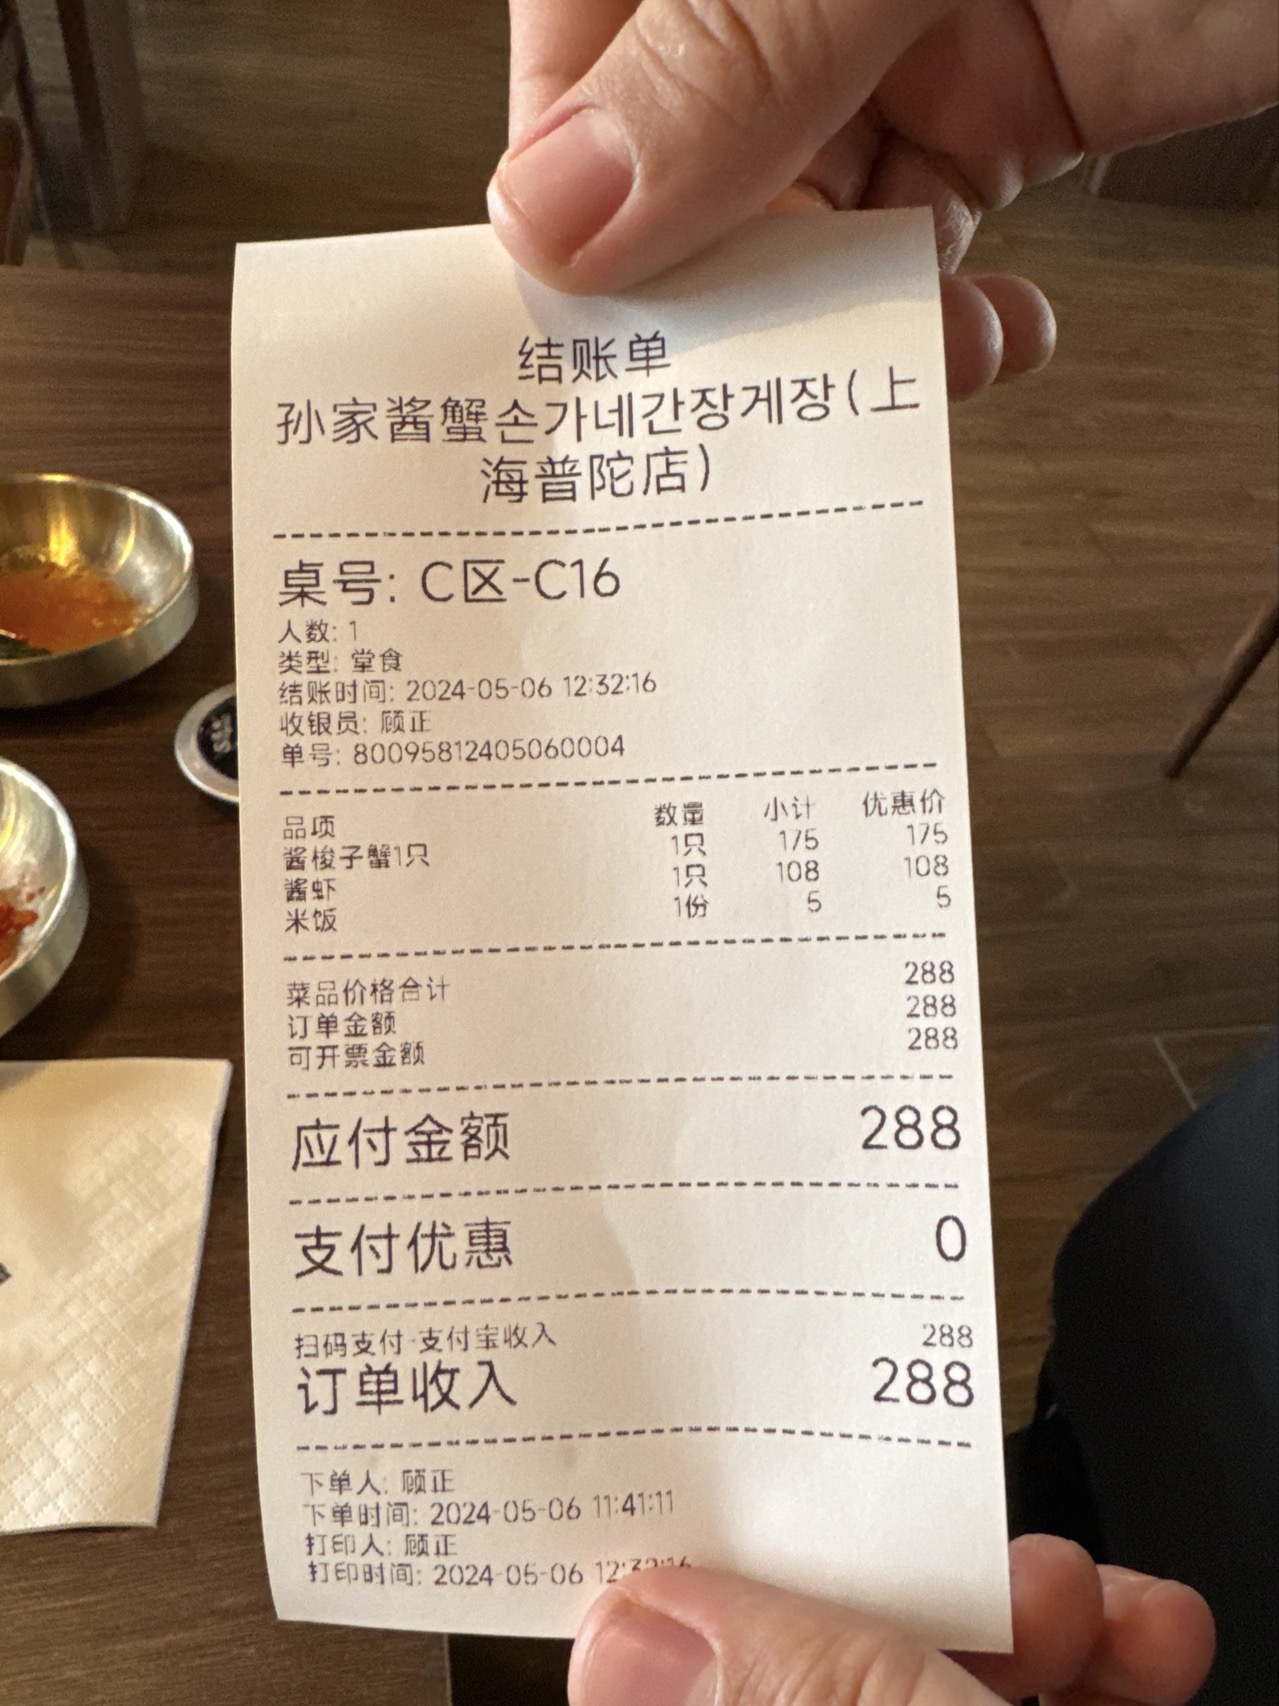 结账单
孙家酱蟹손가네간장게장(上
海普陀店)
桌号: C区-C16
人数: 1
类型: 堂食
结账时间: 2024-05-06 12:32:16
收银员: 顾正
单号: 80095812405060004
品项 数量 小计 优惠价
酱梭子蟹1只 1只 175 175
酱虾 1只 108 108
米饭 1份 5 5
菜品价格合计 288
订单金额 288
可开票金额 288
应付金额 288
支付优惠 0
扫码支付-支付宝收入 288
订单收入 288
下单人: 顾正
下单时间: 2024-05-06 11:41:11
打印人: 顾正
打印时间: 2024-05-06 12:32:16